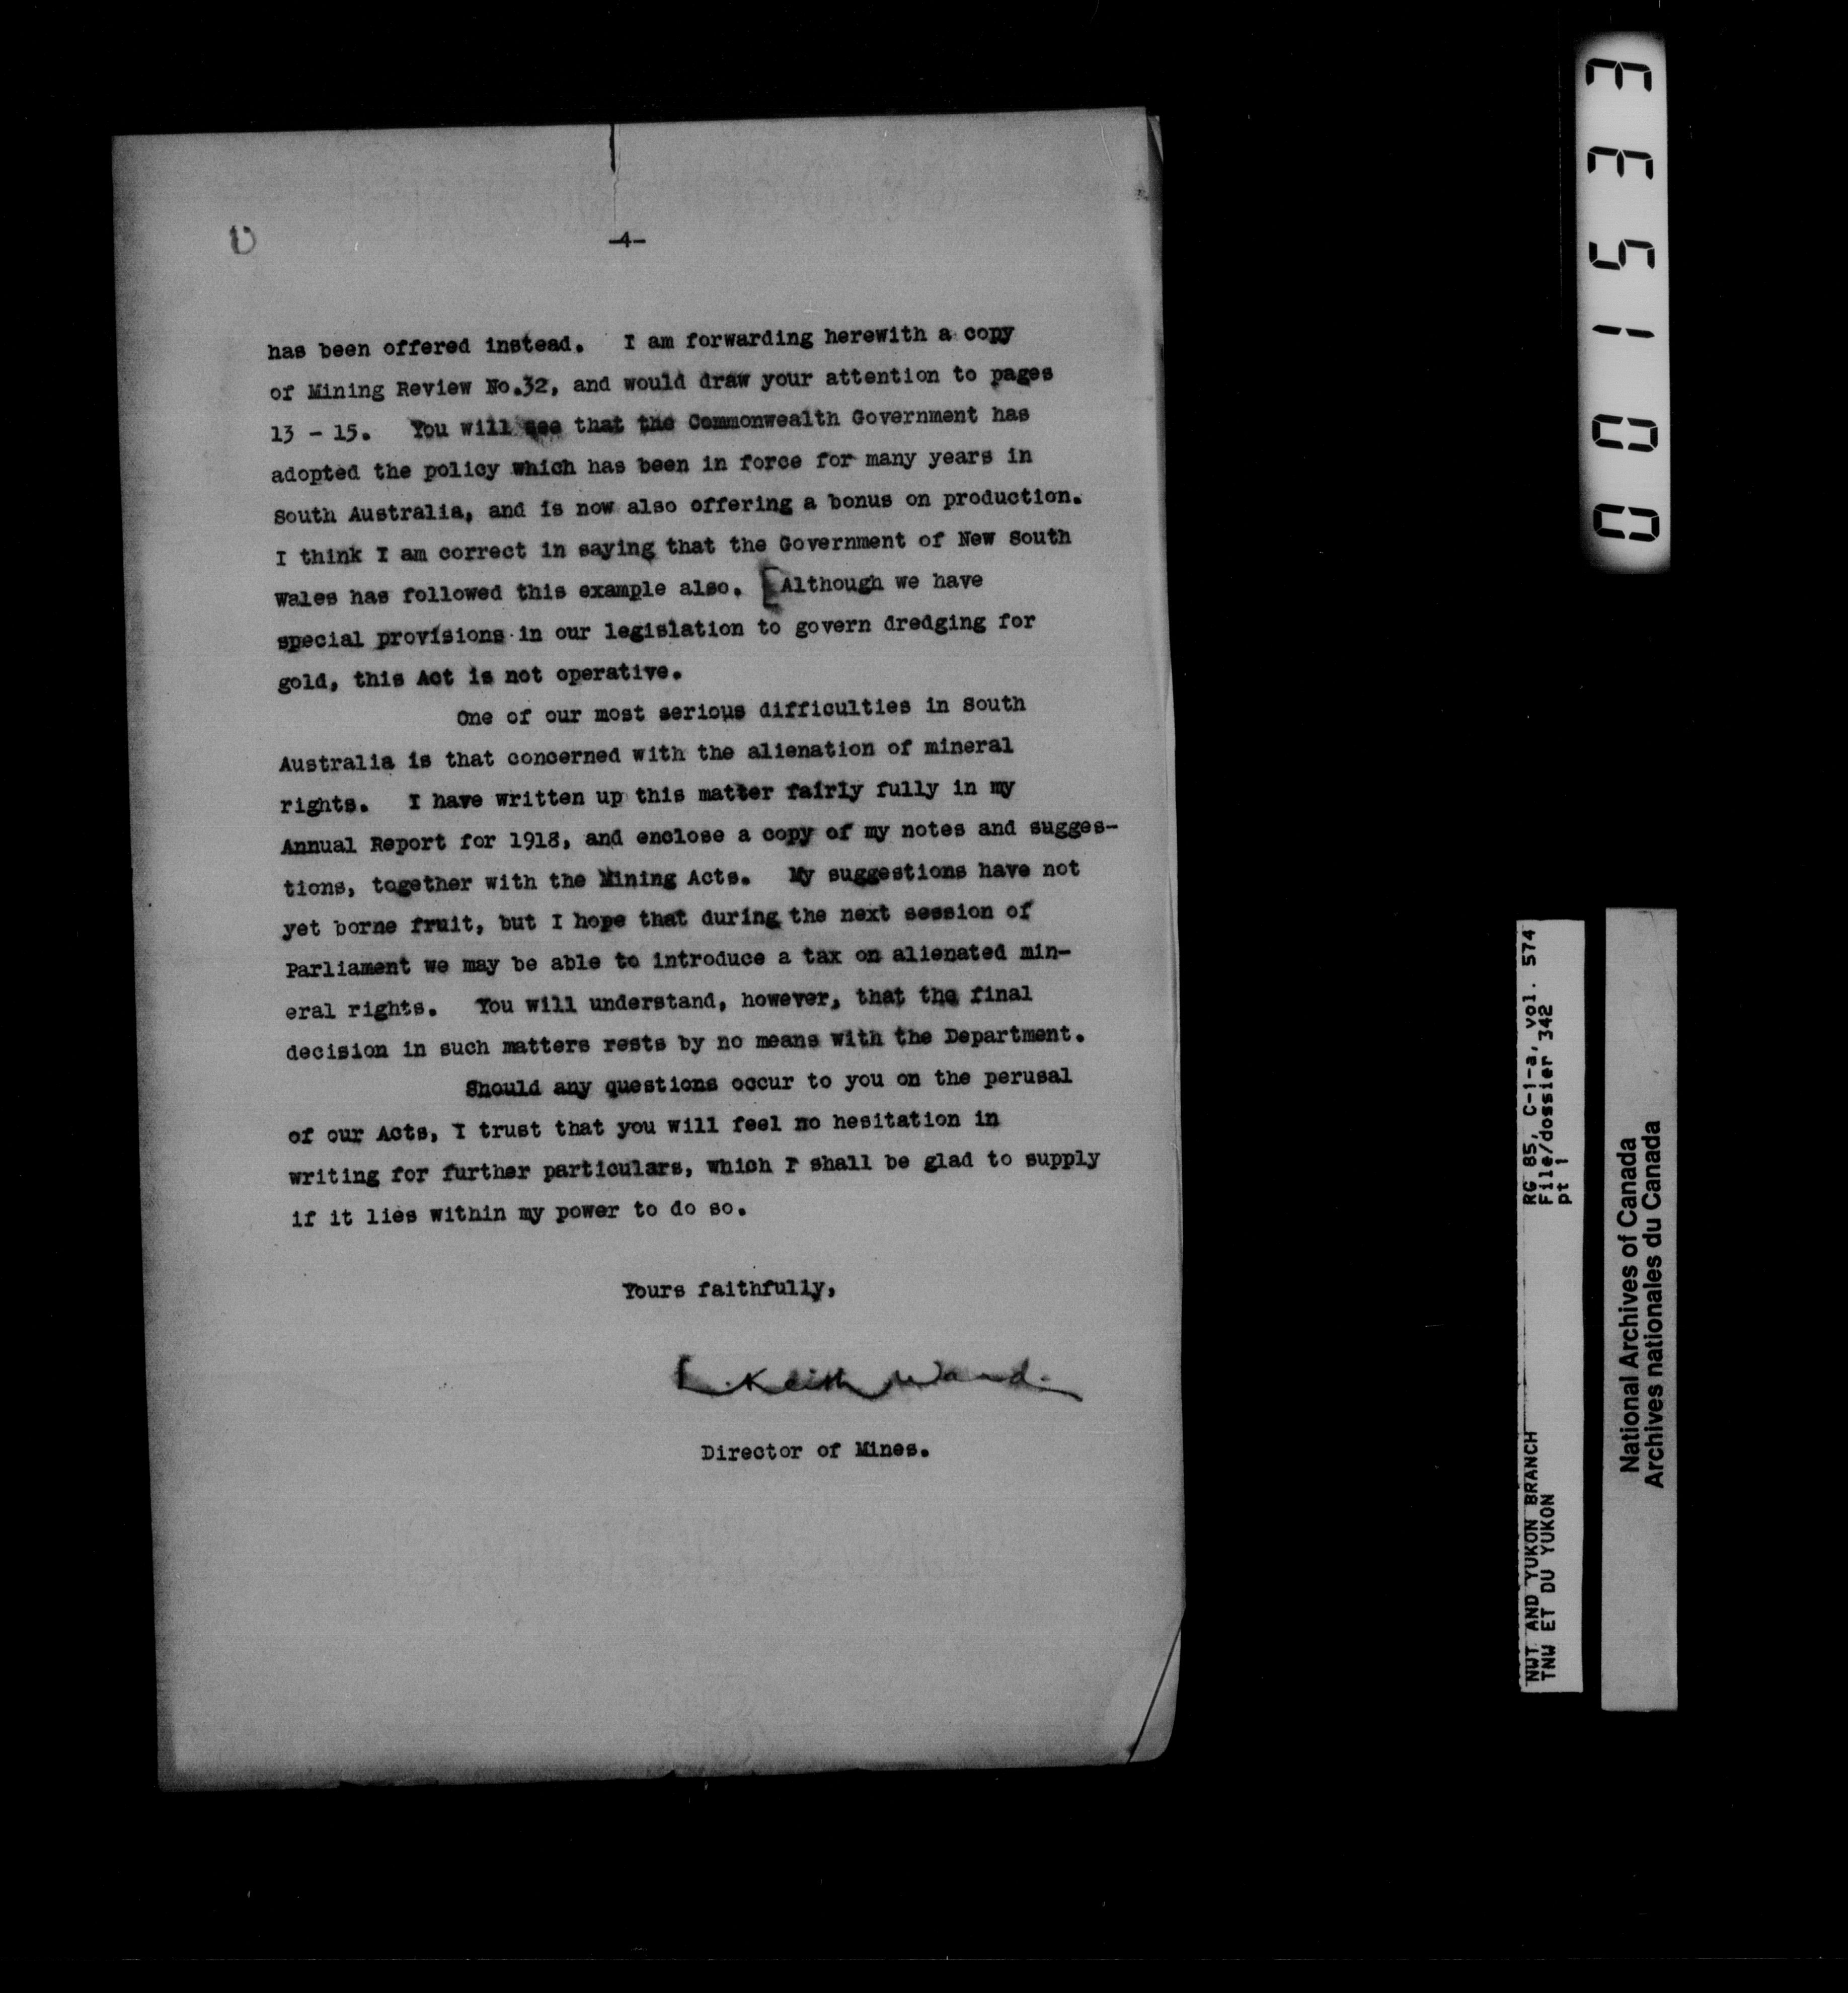 -4-
has been offered instead. I am forwarding herewith a copy
of Mining Review No.32, and would draw your attention to pages
13 - 15. You will see that the Commonwealth Government has
adopted the policy which has been in force for many years in
South Australia, and is now also offering a bonus on production.
I think I am correct in saying that the Government of New South
Wales has followed this example also. [Although we have
special provisions in our legislation to govern dredging for
gold, this Act is not operative.
One of our most serious difficulties in South
Australia is that concerned with the alienation of mineral
rights. I have written up this matter fairly fully in my
Annual Report for 1918, and enclose a copy of my notes and sugges-
tions, together with the Mining Acts. My suggestions have not
yet borne fruit, but I hope that during the next session of
Parliament we may be able to introduce a tax on alienated min-
eral rights. You will understand, however, that the final
decision in such matters rests by no means with the Department.
Should any questions occur to you on the perusal
of our Acts, I trust that you will feel no hesitation in
writing for further particulars, which I shall be glad to supply
if it lies within my power to do so.
Yours faithfully,
L. Keith Ward.
Director of Mines.
001533
RG 85, C-1-a, vol. 574
File/dossier 342
pt 1
NWT AND YUKON BRANCH
TNW ET DU YUKON
National Archives of Canada
Archives nationales du Canada